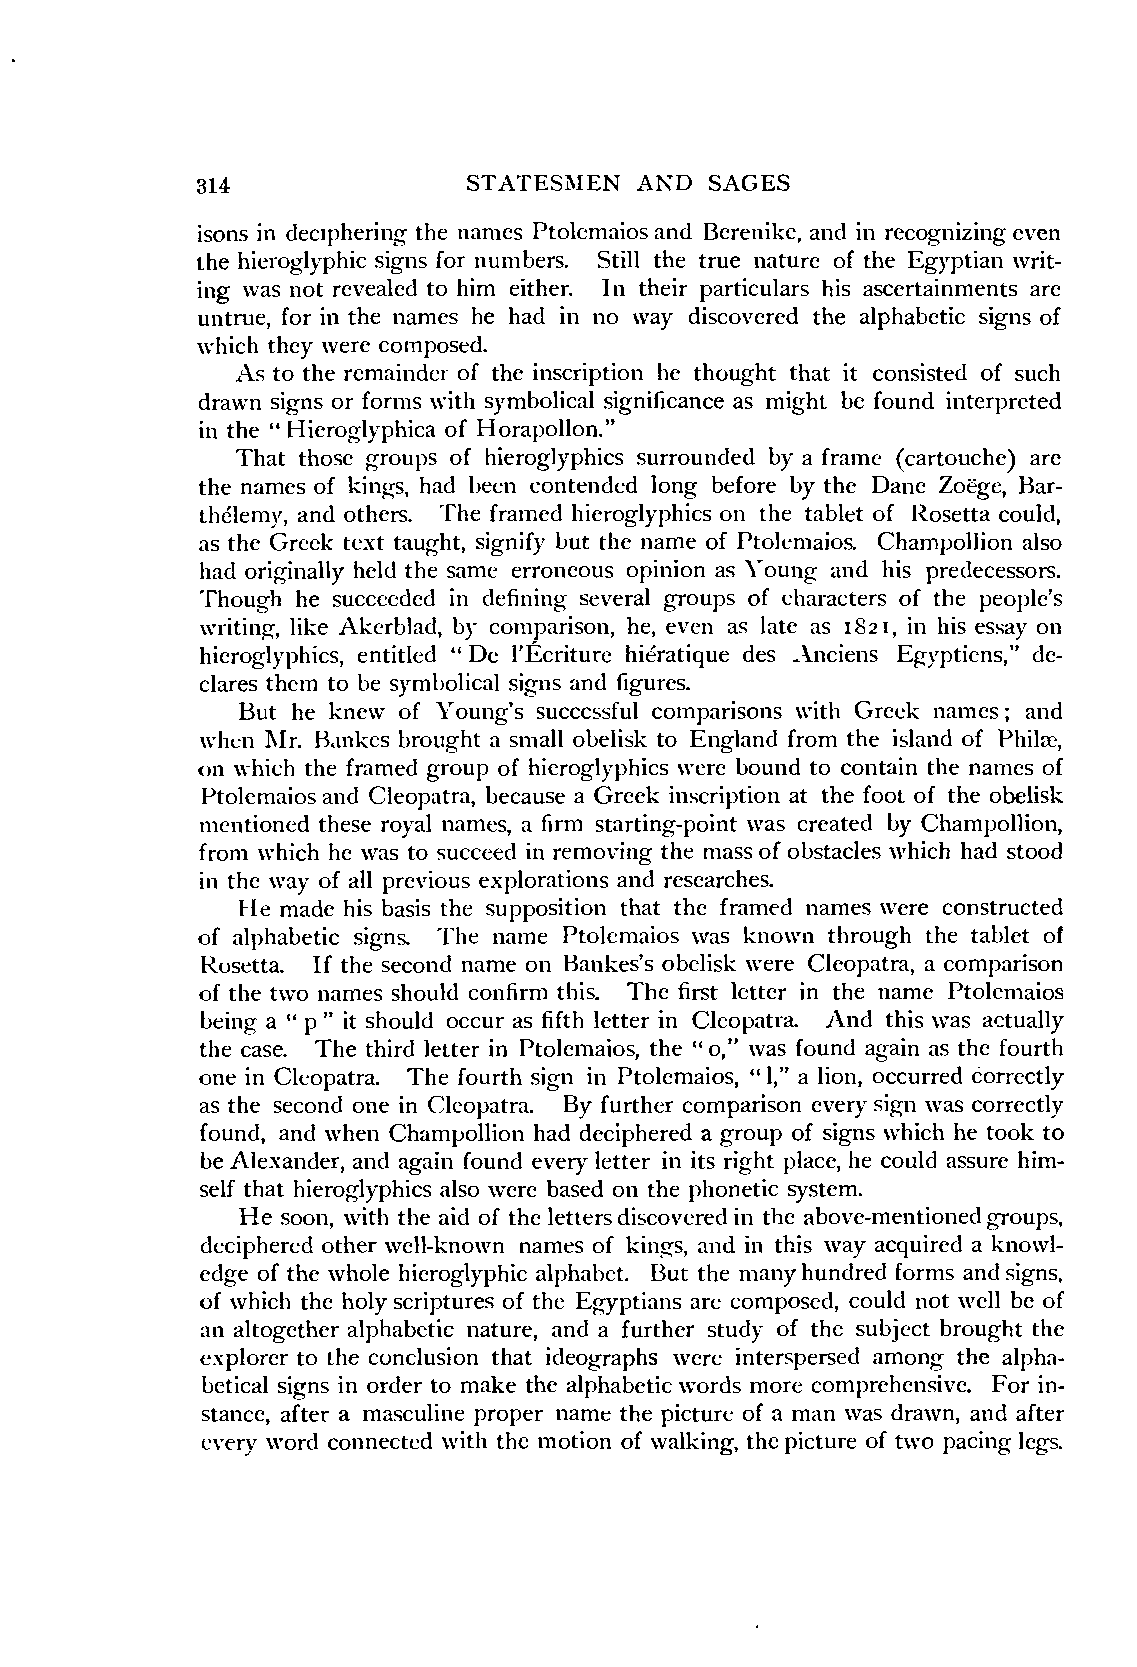 314 STATESMEN AND SAGES
isons in deciphering the names Ptolemaios and Berenike, and in recognizing even
the hieroglyphic signs for numbers. Still the true nature of the Egyptian writ-
ing was not revealed to him either. In their particulars his ascertainments are
untrue, for in the names he had in no way discovered the alphabetic signs of
which they were composed.
As to the remainder of the inscription he thought that it consisted of such
drawn signs or forms with symbolical significance as might be found interpreted
in the "Hieroglyphica of Horapollon."
That those groups of hieroglyphics surrounded by a frame (cartouche) are
the names of kings, had been contended long before by the Dane Zoëge, Bar-
thélemy, and others. The framed hieroglyphics on the tablet of Rosetta could,
as the Greek text taught, signify but the name of Ptolemaios. Champollion also
had originally held the same erroneous opinion as Young and his predecessors.
Though he succeeded in defining several groups of characters of the people's
writing, like Akerblad, by comparison, he, even as late as 1821, in his essay on
hieroglyphics, entitled "De l'Écriture hiératique des Anciens Egyptiens," de-
clares them to be symbolical signs and figures.
But he knew of Young's successful comparisons with Greek names; and
when Mr. Bankes brought a small obelisk to England from the island of Philæ,
on which the framed group of hieroglyphics were bound to contain the names of
Ptolemaios and Cleopatra, because a Greek inscription at the foot of the obelisk
mentioned these royal names, a firm starting-point was created by Champollion,
from which he was to succeed in removing the mass of obstacles which had stood
in the way of all previous explorations and researches.
He made his basis the supposition that the framed names were constructed
of alphabetic signs. The name Ptolemaios was known through the tablet of
Rosetta. If the second name on Bankes's obelisk were Cleopatra, a comparison
of the two names should confirm this. The first letter in the name Ptolemaios
being a "p" it should occur as fifth letter in Cleopatra. And this was actually
the case. The third letter in Ptolemaios, the "o," was found again as the fourth
one in Cleopatra. The fourth sign in Ptolemaios, "l," a lion, occurred correctly
as the second one in Cleopatra. By further comparison every sign was correctly
found, and when Champollion had deciphered a group of signs which he took to
be Alexander, and again found every letter in its right place, he could assure him-
self that hieroglyphics also were based on the phonetic system.
He soon, with the aid of the letters discovered in the above-mentioned groups,
deciphered other well-known names of kings, and in this way acquired a knowl-
edge of the whole hieroglyphic alphabet. But the many hundred forms and signs,
of which the holy scriptures of the Egyptians are composed, could not well be of
an altogether alphabetic nature, and a further study of the subject brought the
explorer to the conclusion that ideographs were interspersed among the alpha-
betical signs in order to make the alphabetic words more comprehensive. For in-
stance, after a masculine proper name the picture of a man was drawn, and after
every word connected with the motion of walking, the picture of two pacing legs.